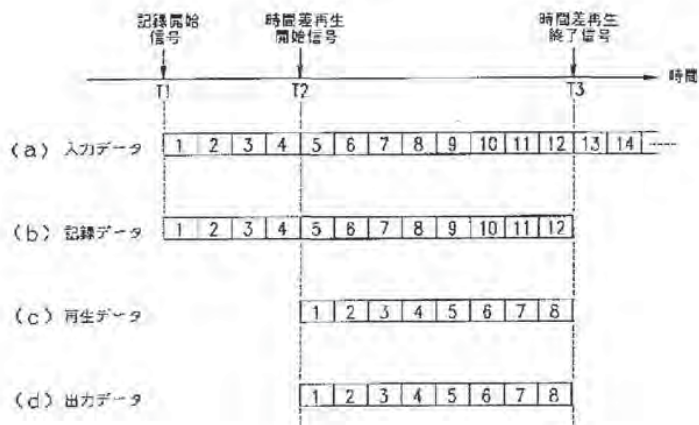 記録開始
信号
時間差再生
開始信号
時間差再生
終了信号
時間
T1
T2
T3
(a) 入力データ 1 2 3 4 5 6 7 8 9 10 11 12 13 14
(b) 記録データ 1 2 3 4 5 6 7 8 9 10 11 12
(c) 再生データ 1 2 3 4 5 6 7 8
(d) 出力データ 1 2 3 4 5 6 7 8